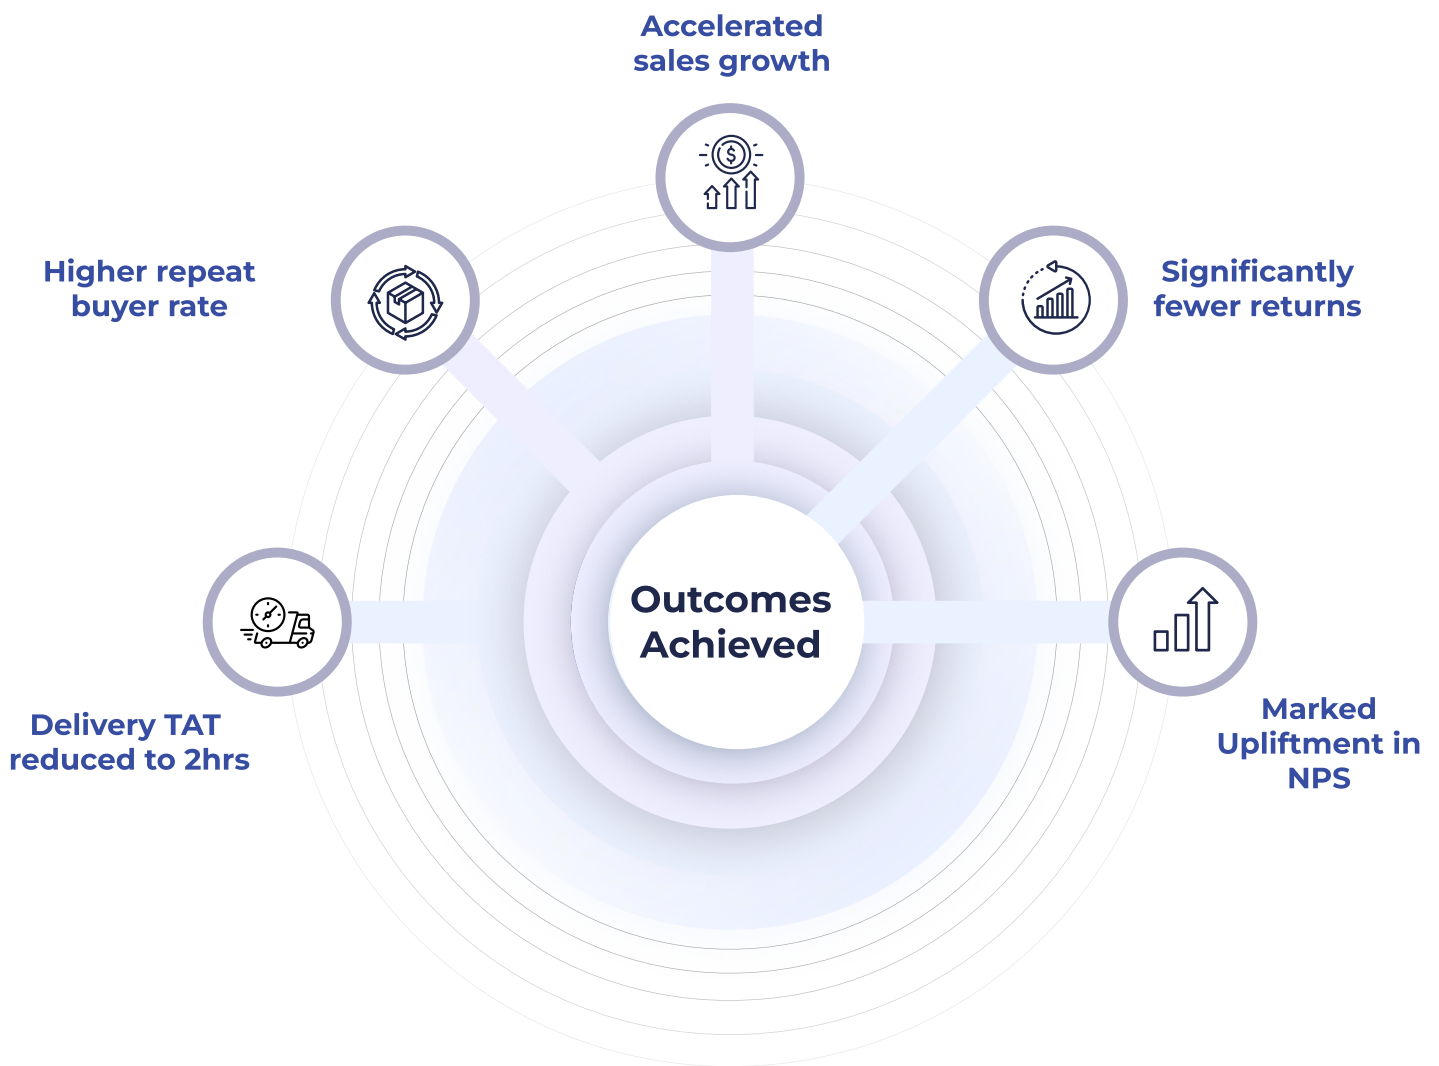 Accelerated
sales growth
$
Higher repeat
buyer rate
Significantly
fewer returns
Outcomes
Achieved
Delivery TAT
reduced to 2hrs
Marked
Upliftment in
NPS